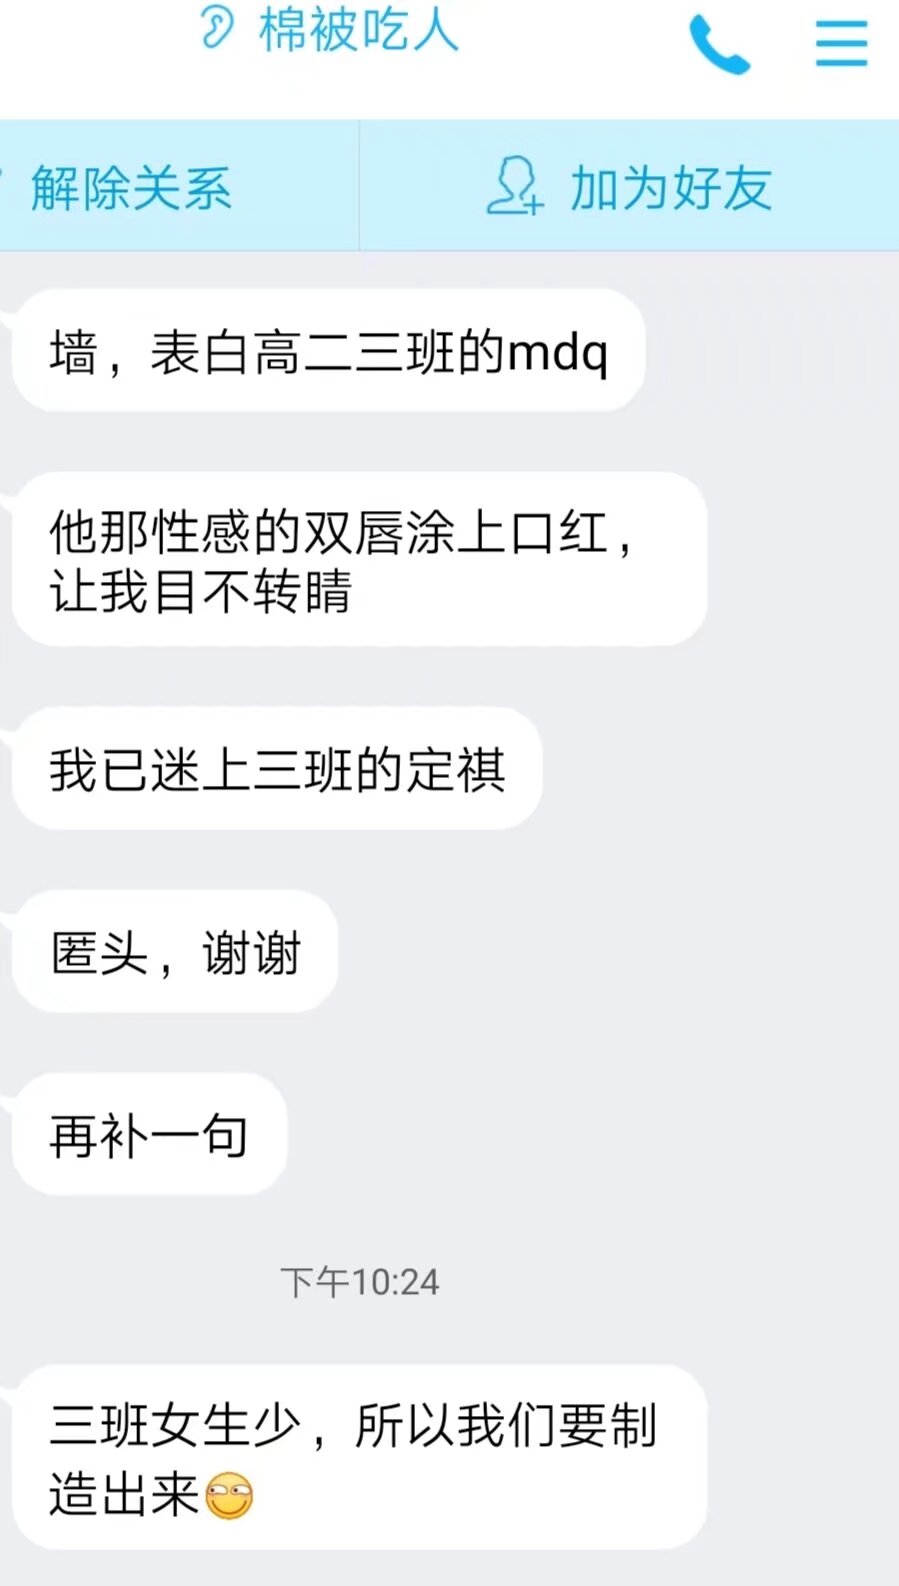 棉被吃人
解除关系
加为好友
墙，表白高二三班的mdq
他那性感的双唇涂上口红，
让我目不转睛
我已迷上三班的定祺
匿头，谢谢
再补一句
下午10:24
三班女生少，所以我们要制
造出来